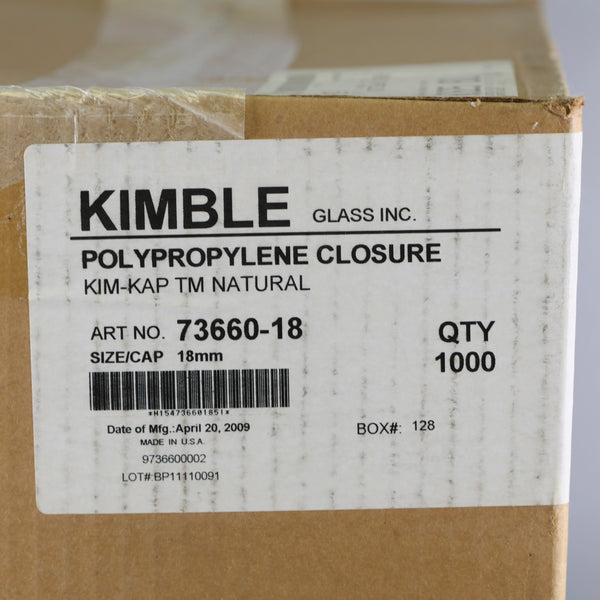 KIMBLE GLASS INC.
POLYPROPYLENE CLOSURE
KIM-KAP TM NATURAL
ART NO. 73660-18 QTY
SIZE/CAP 18mm 1000
*H15473660185I*
Date of Mfg.:April 20, 2009 BOX#: 128
MADE IN U.S.A.
9736600002
LOT#:BP11110091